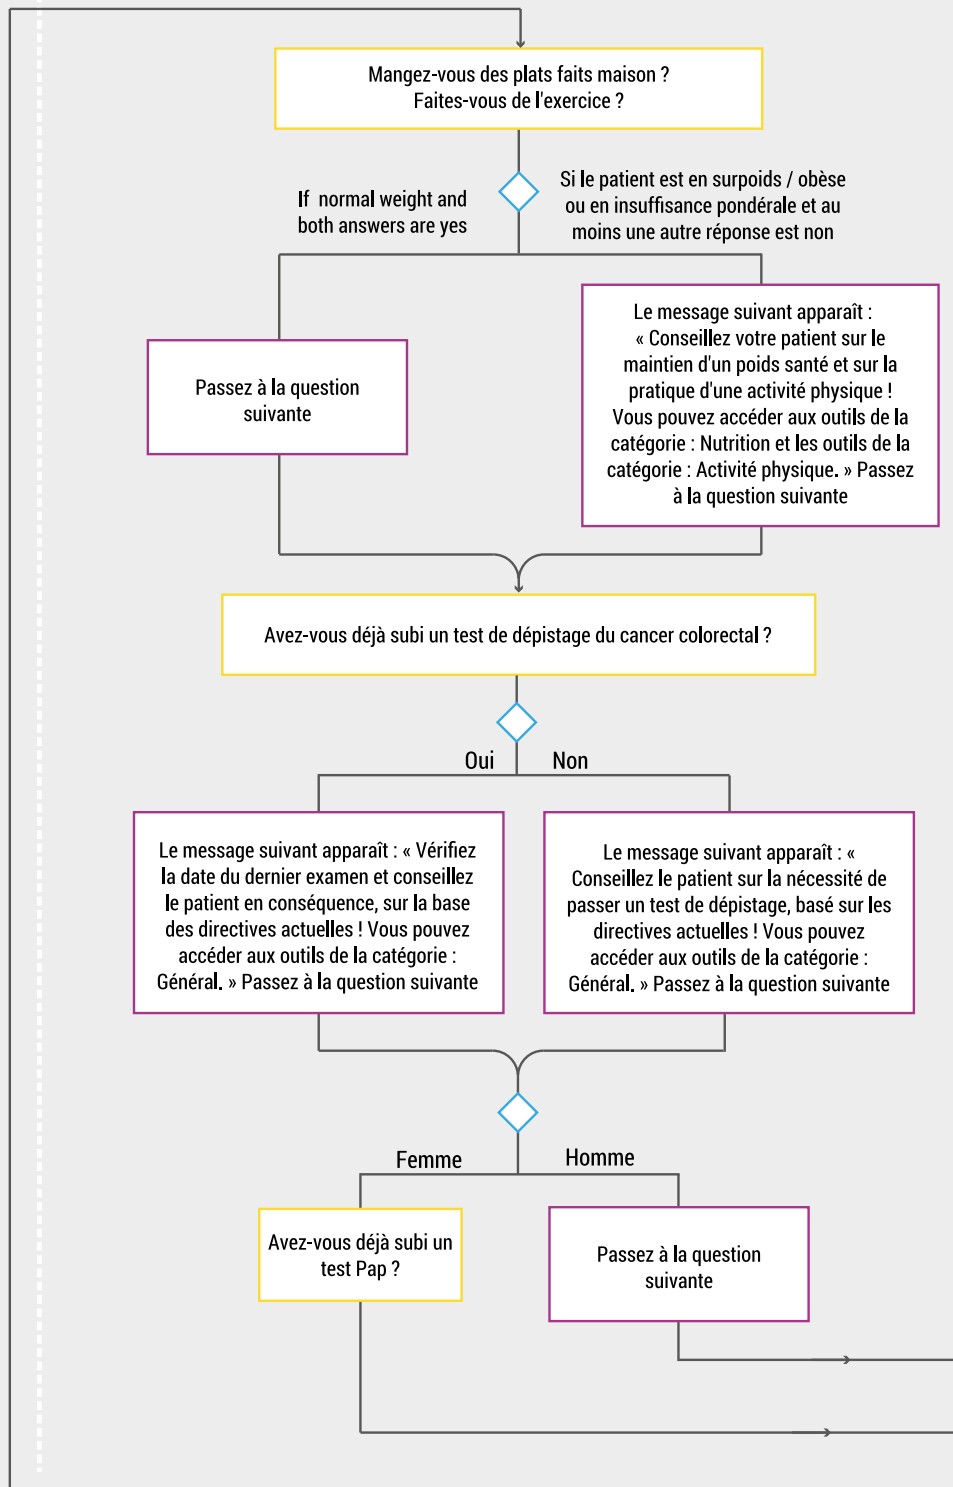 Mangez-vous des plats faits maison ?
Faites-vous de l'exercice ?
If normal weight and
both answers are yes
Si le patient est en surpoids / obèse
ou en insuffisance pondérale et au
moins une autre réponse est non
Passez à la question
suivante
Le message suivant apparaît :
« Conseillez votre patient sur le
maintien d'un poids santé et sur la
pratique d'une activité physique !
Vous pouvez accéder aux outils de la
catégorie : Nutrition et les outils de la
catégorie : Activité physique. » Passez
à la question suivante
Avez-vous déjà subi un test de dépistage du cancer colorectal ?
Oui
Non
Le message suivant apparaît : « Vérifiez
la date du dernier examen et conseillez
le patient en conséquence, sur la base
des directives actuelles ! Vous pouvez
accéder aux outils de la catégorie :
Général. » Passez à la question suivante
Le message suivant apparaît : «
Conseillez le patient sur la nécessité de
passer un test de dépistage, basé sur les
directives actuelles ! Vous pouvez
accéder aux outils de la catégorie :
Général. » Passez à la question suivante
Femme
Homme
Avez-vous déjà subi un
test Pap ?
Passez à la question
suivante